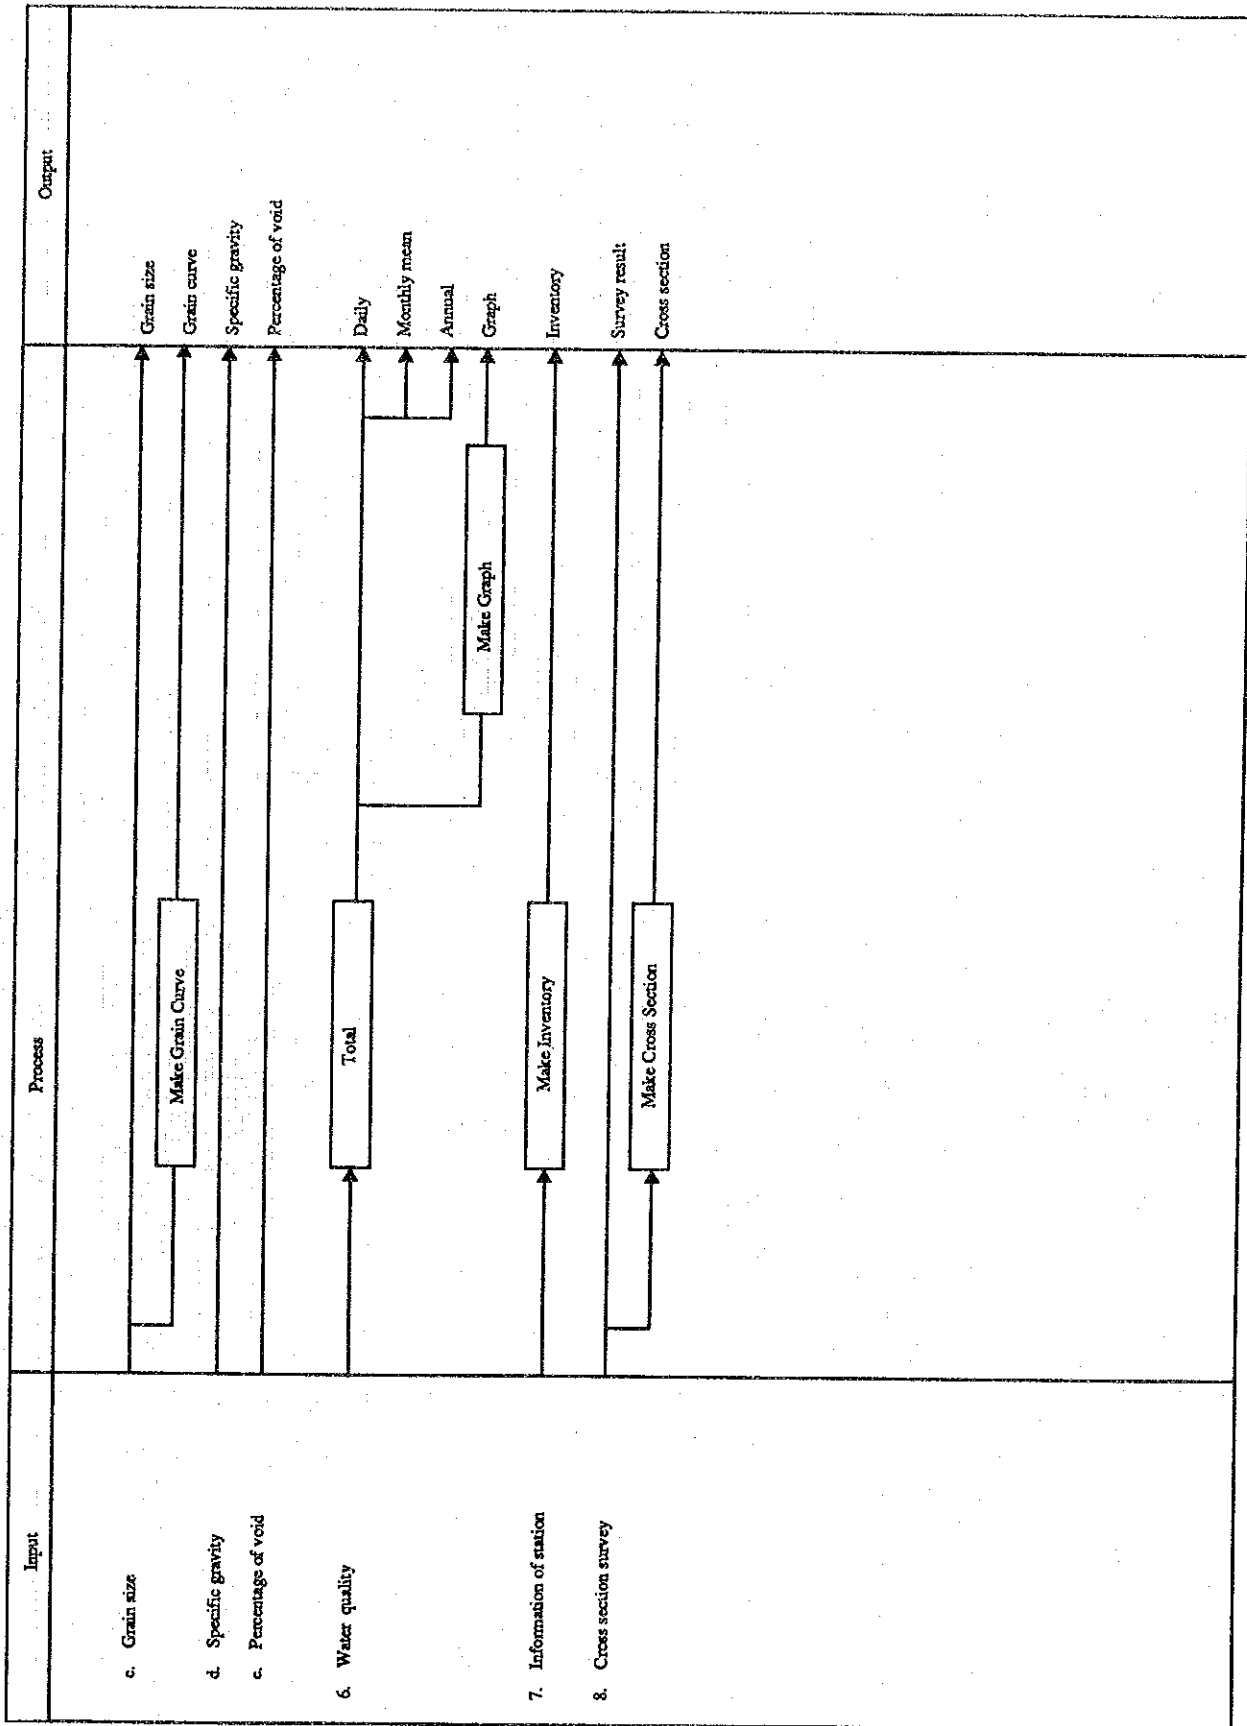 Input
Process
Output
c. Grain size
Grain size
Make Grain Curve
Grain curve
d. Specific gravity
Specific gravity
c. Percentage of void
Percentage of void
6. Water quality
Total
Daily
Monthly mean
Annual
Make Graph
Graph
7. Information of station
Make Inventory
Inventory
8. Cross section survey
Survey result
Make Cross Section
Cross section